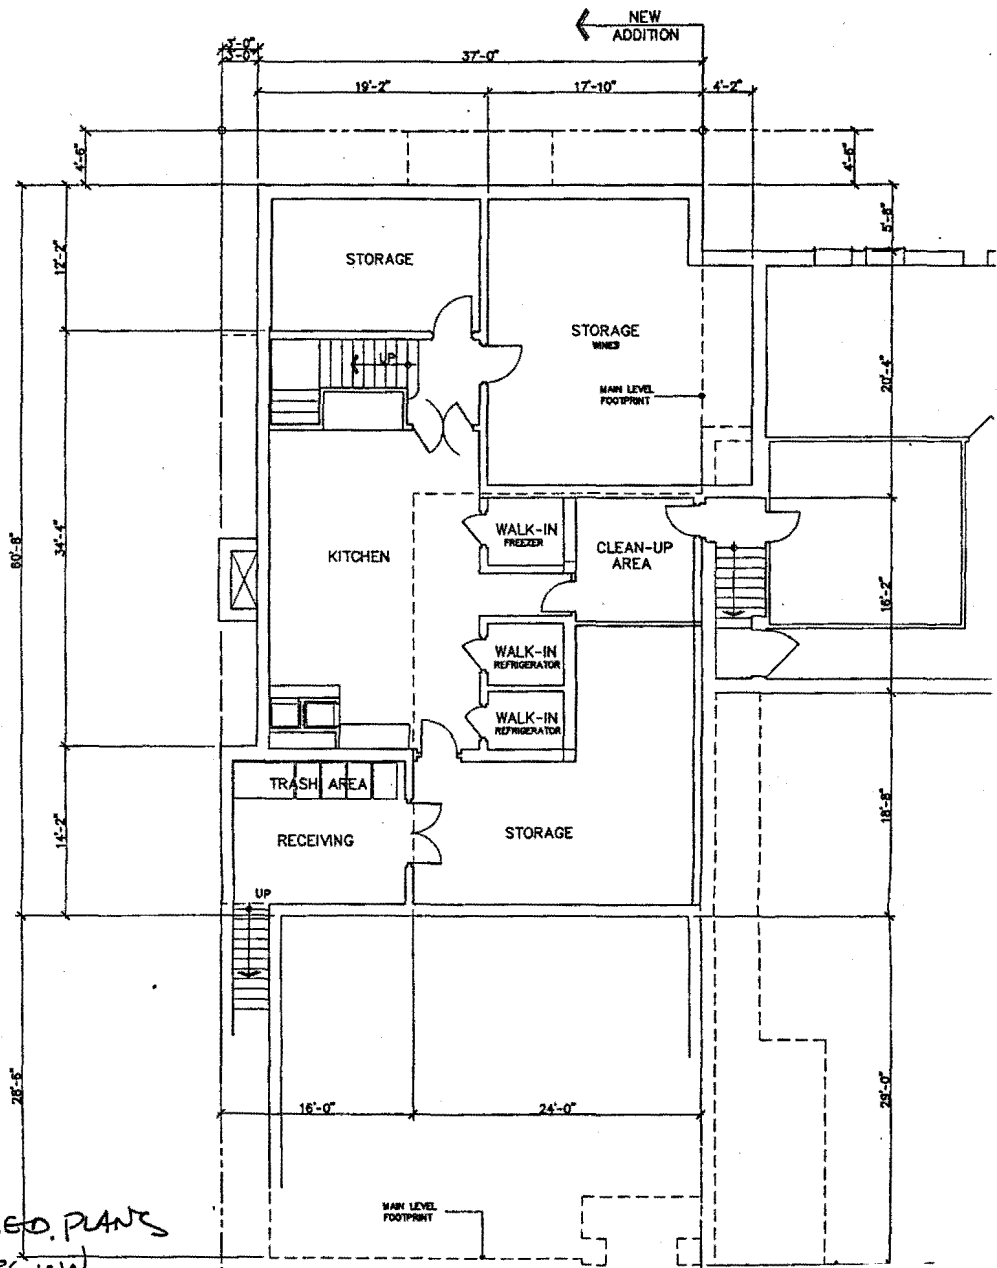 NEW
ADDITION
3'-0"
3'-0"
37'-0"
19'-2"
17'-10"
4'-2"
4'-6"
4'-6"
5'-8"
12'-2"
STORAGE
STORAGE
WINES
UP
MAIN LEVEL
FOOTPRINT
20'-4"
60'-8"
34'-4"
KITCHEN
WALK-IN
FREEZER
CLEAN-UP
AREA
16'-2"
WALK-IN
REFRIGERATOR
WALK-IN
REFRIGERATOR
TRASH AREA
14'-2"
RECEIVING
STORAGE
18'-8"
UP
28'-6"
29'-0"
16'-0"
24'-0"
MAIN LEVEL
FOOTPRINT
PLANS